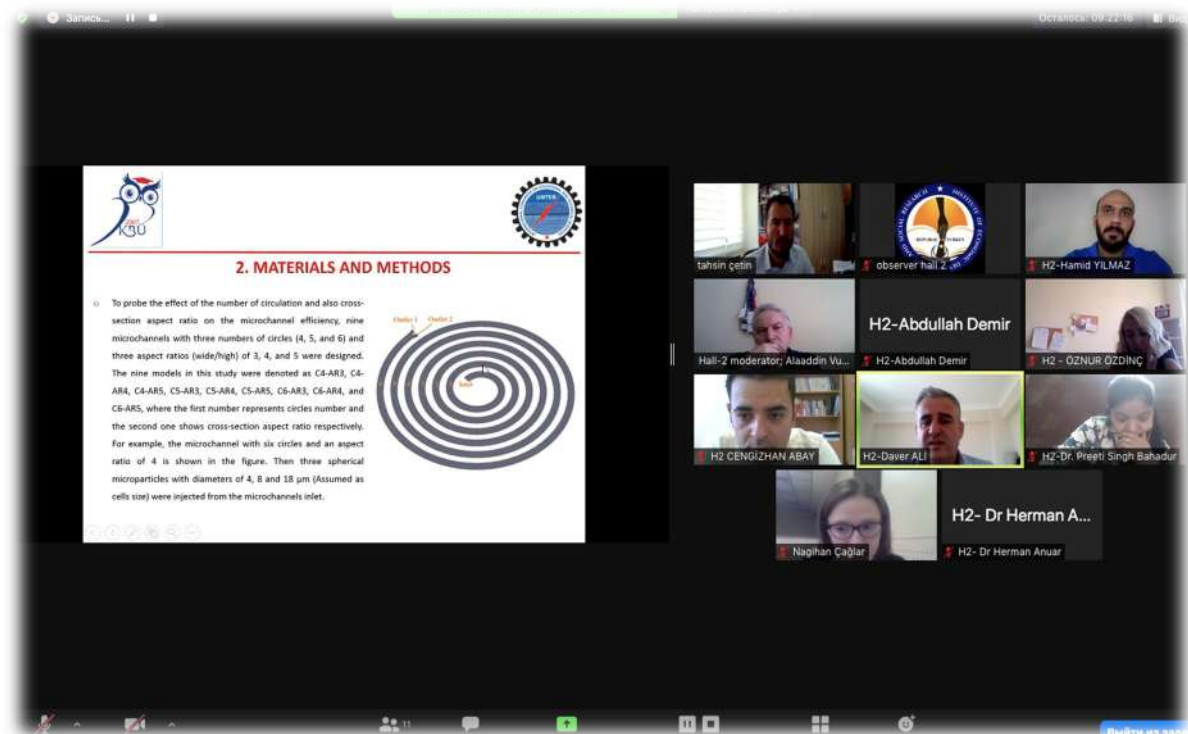 Запись...
Осталось: 09:22:16
Вид
KBÜ
UMTEB
2. MATERIALS AND METHODS
○ To probe the effect of the number of circulation and also cross-
section aspect ratio on the microchannel efficiency, nine
microchannels with three numbers of circles (4, 5, and 6) and
three aspect ratios (wide/high) of 3, 4, and 5 were designed.
The nine models in this study were denoted as C4-AR3, C4-
AR4, C4-AR5, C5-AR3, C5-AR4, C5-AR5, C6-AR3, C6-AR4, and
C6-AR5, where the first number represents circles number and
the second one shows cross-section aspect ratio respectively.
For example, the microchannel with six circles and an aspect
ratio of 4 is shown in the figure. Then three spherical
microparticles with diameters of 4, 8 and 18 μm (Assumed as
cells size) were injected from the microchannels inlet.
Outlet 1 Outlet 2
tahsin çetin
observer hall 2
H2-Hamid YILMAZ
Hall-2 moderator; Alaaddin Vu...
H2-Abdullah Demir
H2-Abdullah Demir
H2 - ÖZNUR ÖZDİNÇ
H2 CENGİZHAN ABAY
H2-Daver ALİ
H2-Dr. Preeti Singh Bahadur
Nagihan Çağlar
H2- Dr Herman A...
H2- Dr Herman Anuar
11